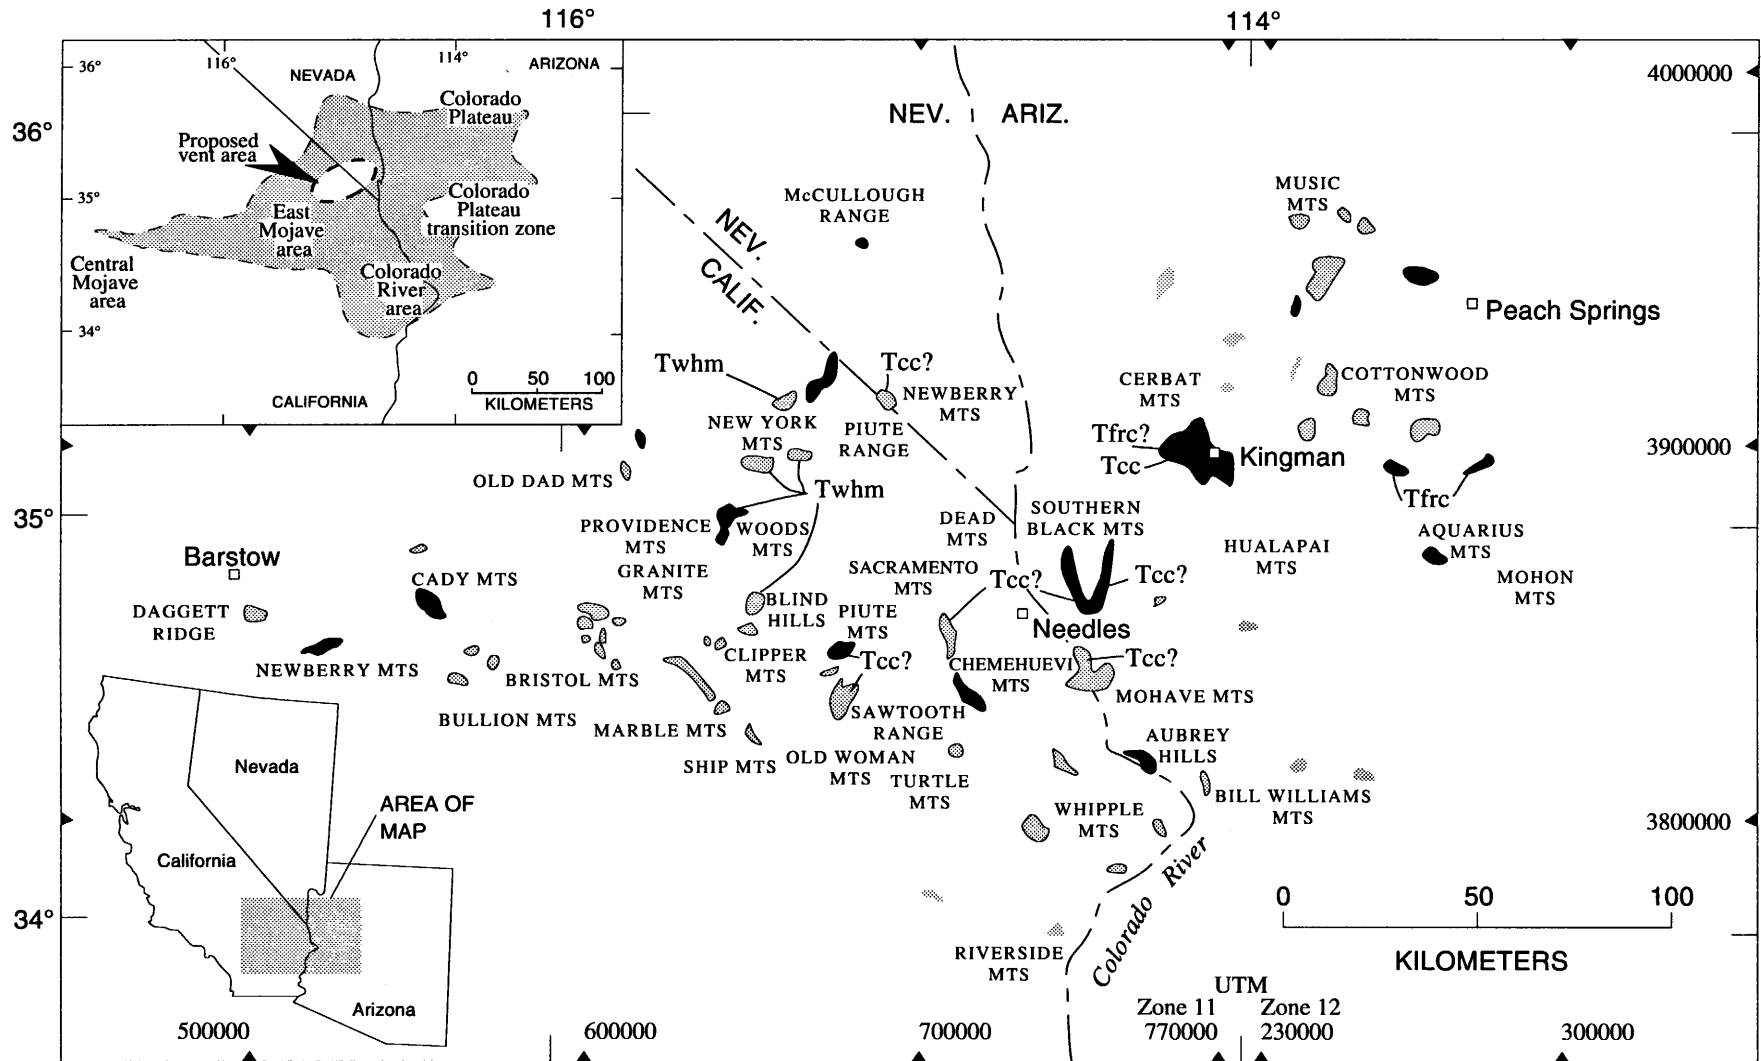 116°
114°
36°
35°
34°
4000000
3900000
3800000
36°
116°
114°
35°
34°
NEVADA
ARIZONA
Colorado
Plateau
Proposed
vent area
Colorado
Plateau
transition zone
East
Mojave
area
Central
Mojave
area
Colorado
River
area
0 50 100
KILOMETERS
CALIFORNIA
NEV. ARIZ.
McCULLOUGH
RANGE
NEV.
CALIF.
MUSIC
MTS
Peach Springs
Twhm
Tcc?
NEWBERRY
MTS
NEW YORK
MTS
PIUTE
RANGE
CERBAT
MTS
COTTONWOOD
MTS
Tfrc?
Tcc
Kingman
OLD DAD MTS
Twhm
Tfrc
PROVIDENCE
MTS
WOODS
MTS
DEAD
MTS
SOUTHERN
BLACK MTS
HUALAPAI
MTS
AQUARIUS
MTS
MOHON
MTS
Barstow
CADY MTS
GRANITE
MTS
SACRAMENTO
MTS
Tcc?
Tcc?
DAGGETT
RIDGE
BLIND
HILLS
PIUTE
MTS
Needles
NEWBERRY MTS
BRISTOL MTS
CLIPPER
MTS
Tcc?
CHEMEHUEVI
MTS
Tcc?
MOHAVE MTS
BULLION MTS
MARBLE MTS
SAWTOOTH
RANGE
SHIP MTS
OLD WOMAN
MTS
TURTLE
MTS
AUBREY
HILLS
BILL WILLIAMS
MTS
WHIPPLE
MTS
Colorado River
RIVERSIDE
MTS
Nevada
AREA OF
MAP
California
Arizona
0 50 100
KILOMETERS
UTM
Zone 11 Zone 12
500000
600000
700000
770000
230000
300000